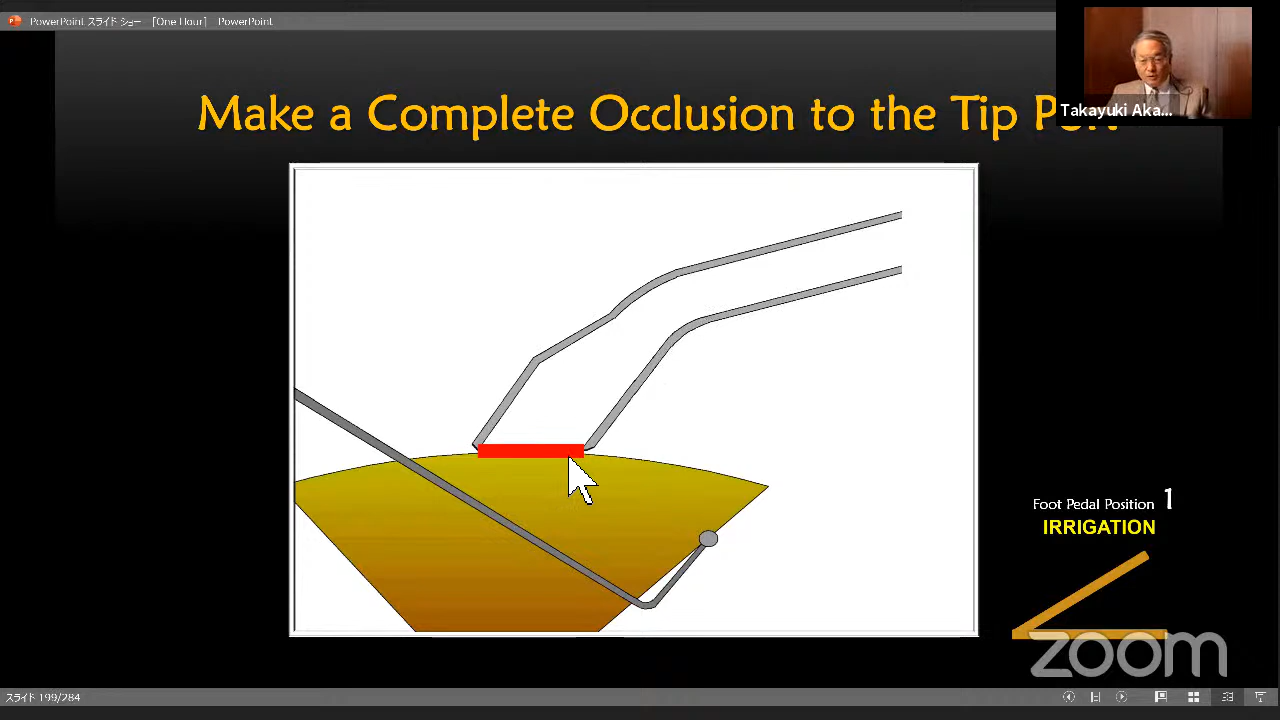 PowerPoint スライド ショー - [One Hour] - PowerPoint
Make a Complete Occlusion to the Tip
Takayuki Aka...
Foot Pedal Position 1
IRRIGATION
zoom
スライド 199/284